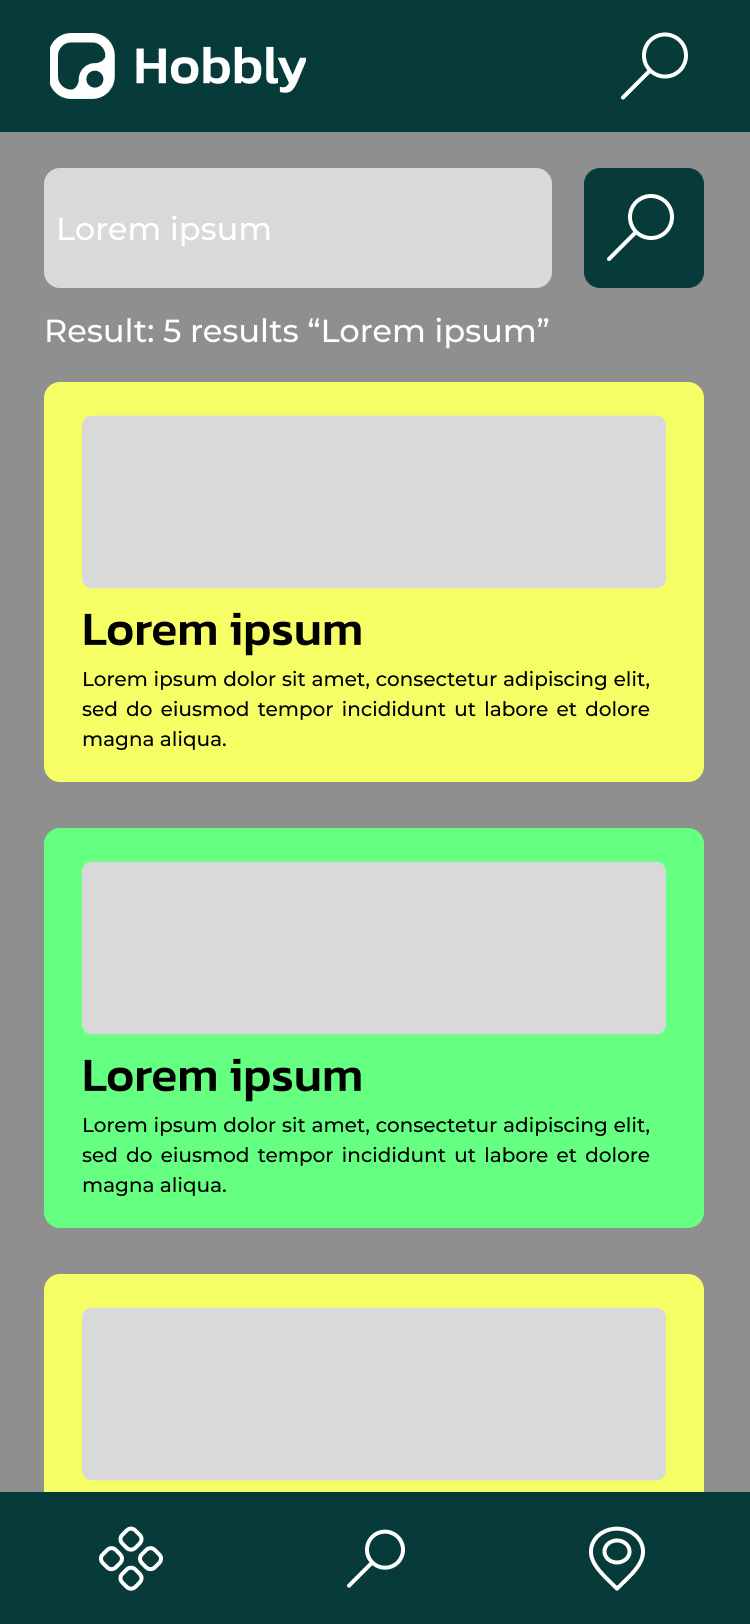 Hobbly
Lorem ipsum
Result: 5 results “Lorem ipsum”
Lorem ipsum
Lorem ipsum dolor sit amet, consectetur adipiscing elit,
sed do eiusmod tempor incididunt ut labore et dolore
magna aliqua.
Lorem ipsum
Lorem ipsum dolor sit amet, consectetur adipiscing elit,
sed do eiusmod tempor incididunt ut labore et dolore
magna aliqua.